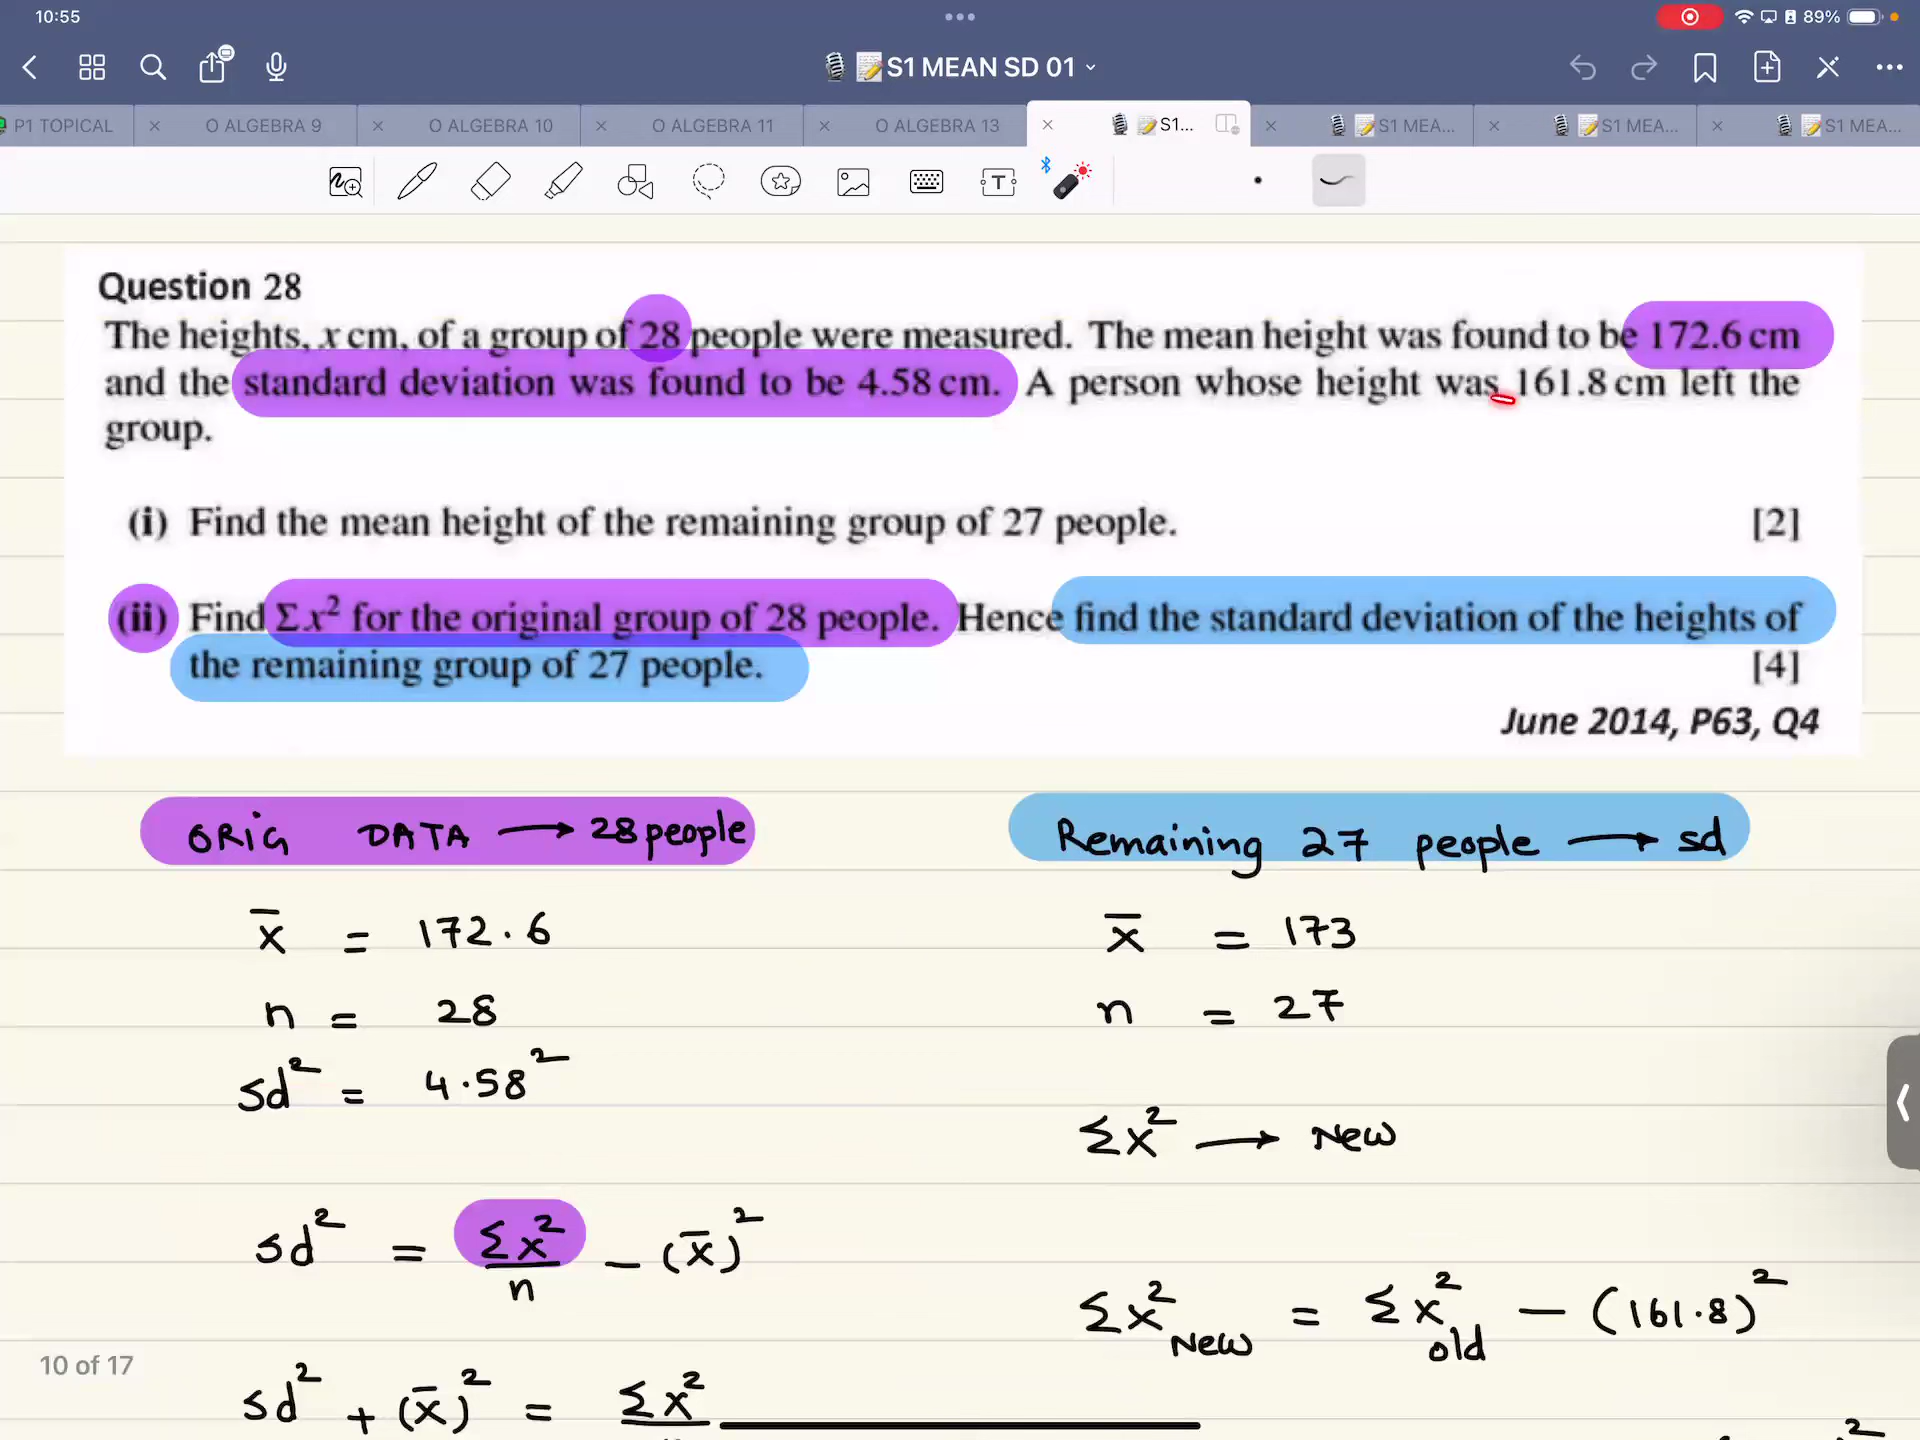 10:55
89%
S1 MEAN SD 01
P1 TOPICAL
O ALGEBRA 9
O ALGEBRA 10
O ALGEBRA 11
O ALGEBRA 13
S1...
S1 MEA...
S1 MEA...
S1 MEA...
Question 28
The heights, x cm, of a group of 28 people were measured. The mean height was found to be 172.6 cm
and the standard deviation was found to be 4.58 cm. A person whose height was 161.8 cm left the
group.
(i) Find the mean height of the remaining group of 27 people. [2]
(ii) Find Σx² for the original group of 28 people. Hence find the standard deviation of the heights of
the remaining group of 27 people. [4]
June 2014, P63, Q4
ORIG DATA → 28 people
Remaining 27 people → sd
x̄ = 172.6
x̄ = 173
n = 28
n = 27
sd² = 4.58²
Σx² → New
sd² = Σx²/n − (x̄)²
Σx² New = Σx² old − (161.8)²
10 of 17
sd² + (x̄)² = Σx²